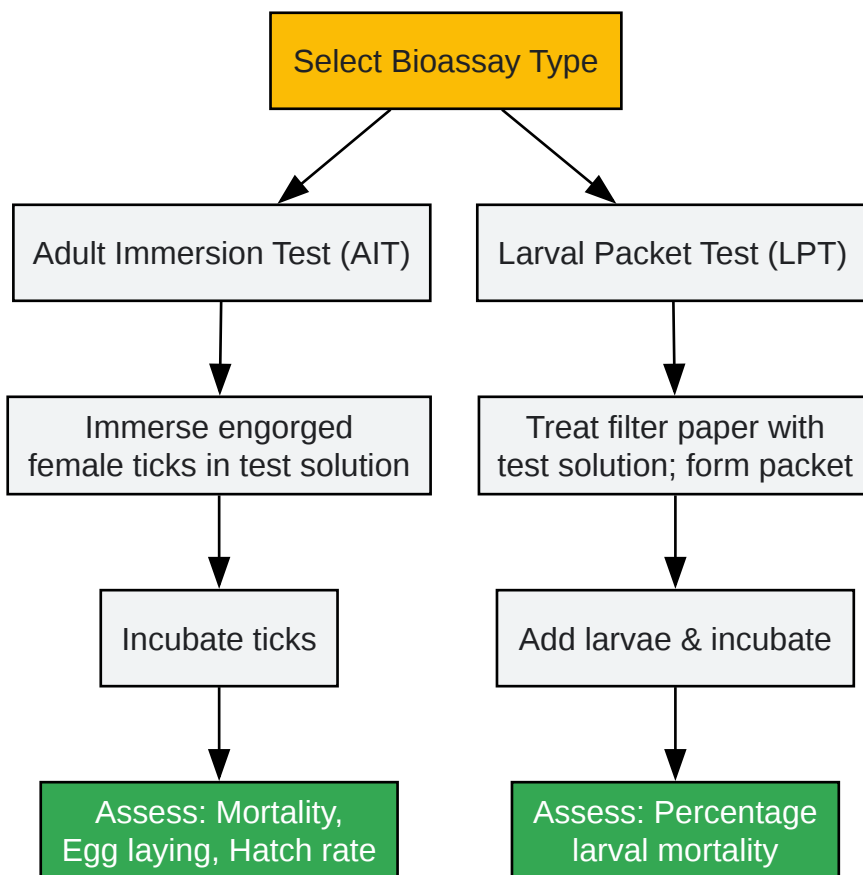 Select Bioassay Type
Adult Immersion Test (AIT)
Larval Packet Test (LPT)
Immerse engorged
female ticks in test solution
Treat filter paper with
test solution; form packet
Incubate ticks
Add larvae & incubate
Assess: Mortality,
Egg laying, Hatch rate
Assess: Percentage
larval mortality